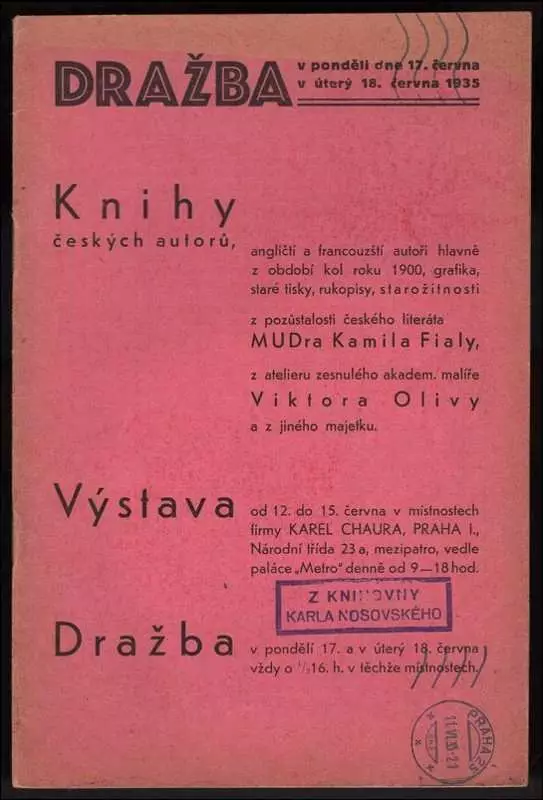 DRAŽBA
v pondělí dne 17. června
v úterý 18. června 1935
Knihy
českých autorů,
angličtí a francouzští autoři hlavně
z období kol roku 1900, grafika,
staré tisky, rukopisy, starožitnosti
z pozůstalosti českého literáta
MUDra Kamila Fialy,
z atelieru zesnulého akadem. malíře
Viktora Olivy
a z jiného majetku.
Výstava
od 12. do 15. června v místnostech
firmy KAREL CHAURA, PRAHA I.,
Národní třída 23 a, mezipatro, vedle
paláce „Metro" denně od 9—18 hod.
Z KNIHOVNY
KARLA NOSOVSKÉHO
Dražba
v pondělí 17. a v úterý 18. června
vždy o ½16. h. v těchže místnostech.
PRAHA 25